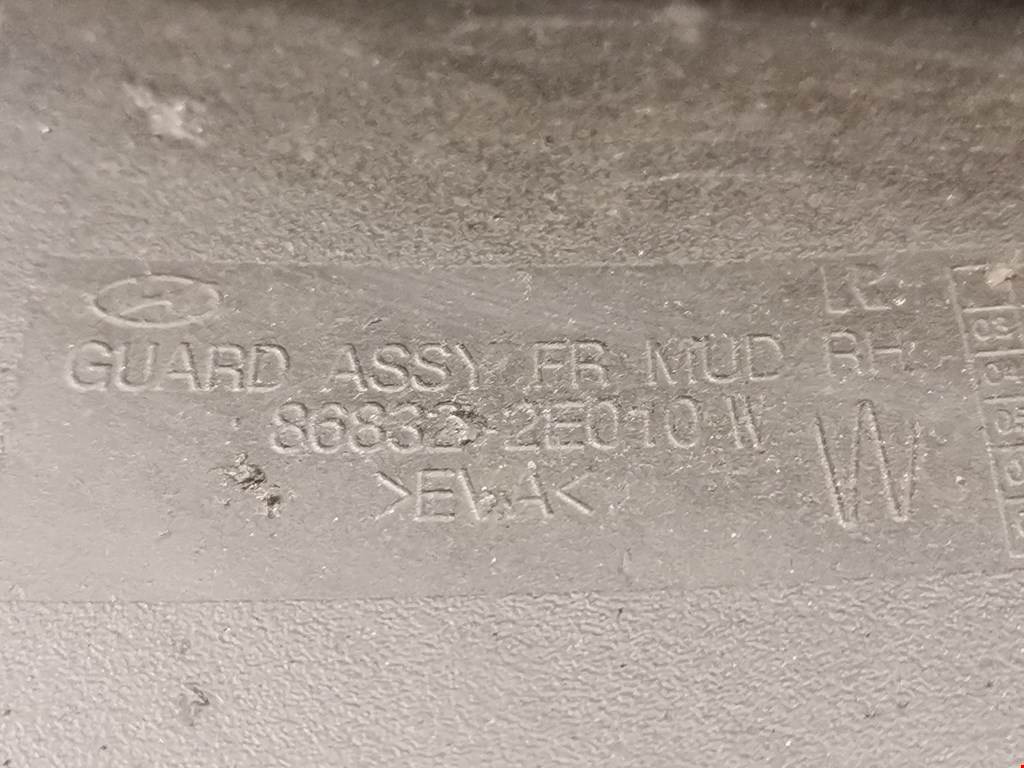 GUARD ASSY FR MUD RH
86832-2E010 W
>EVA<
W